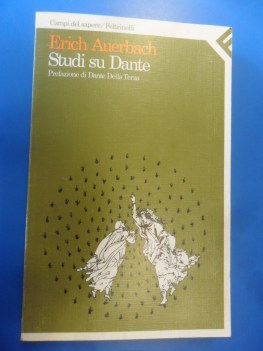 Campi del sapere / Feltrinelli
Erich Auerbach
Studi su Dante
Prefazione di Dante Della Terza